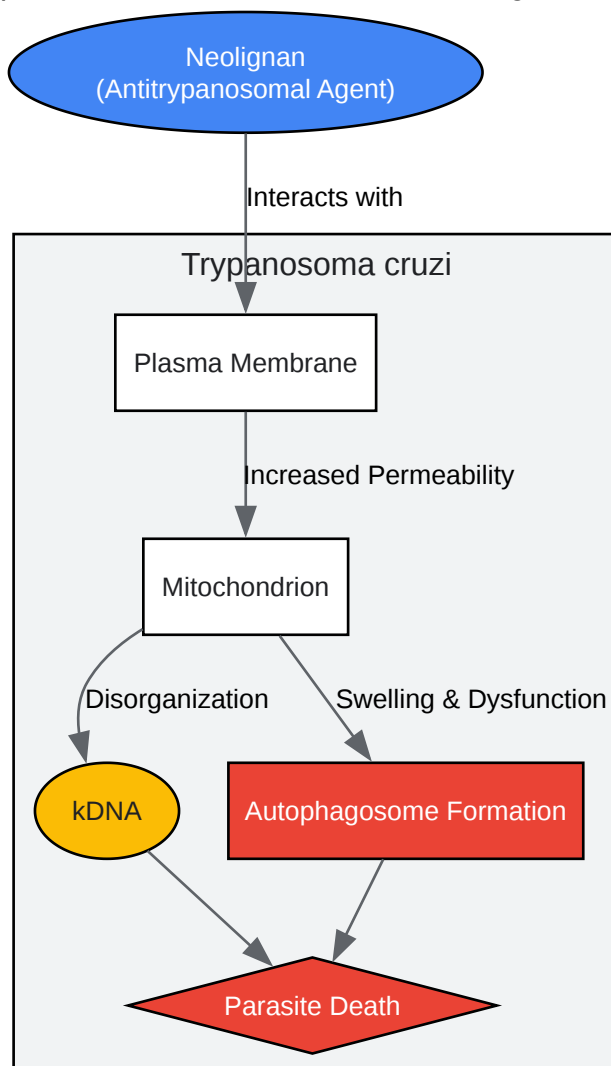 Neolignan
(Antitrypanosomal Agent)
Interacts with
Trypanosoma cruzi
Plasma Membrane
Increased Permeability
Mitochondrion
Disorganization
Swelling & Dysfunction
kDNA
Autophagosome Formation
Parasite Death